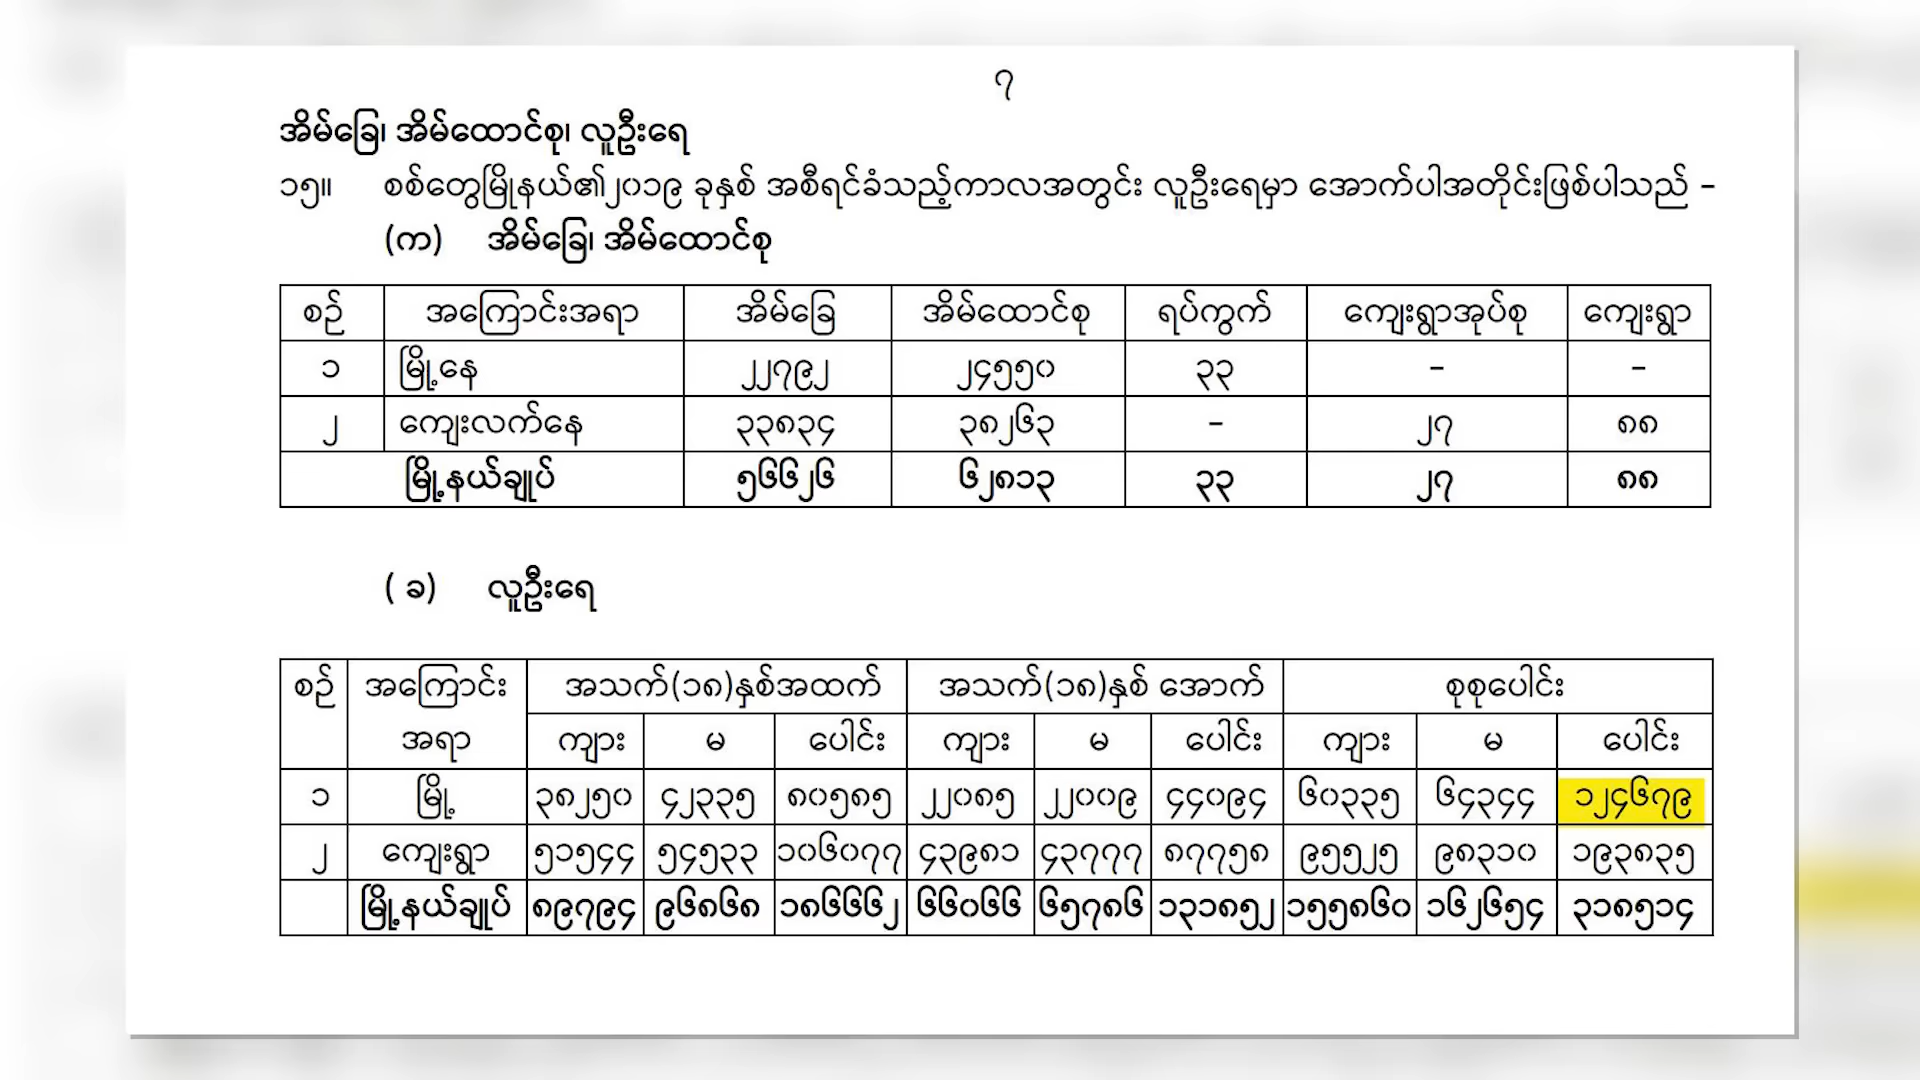 ၇
အိမ်ခြေ၊ အိမ်ထောင်စု၊ လူဦးရေ
၁၅။ စစ်တွေမြို့နယ်၏၂၀၁၉ ခုနှစ် အစီရင်ခံသည့်ကာလအတွင်း လူဦးရေမှာ အောက်ပါအတိုင်းဖြစ်ပါသည် –
(က) အိမ်ခြေ၊ အိမ်ထောင်စု
စဉ် အကြောင်းအရာ အိမ်ခြေ အိမ်ထောင်စု ရပ်ကွက် ကျေးရွာအုပ်စု ကျေးရွာ
၁ မြို့နေ ၂၂၇၉၂ ၂၄၅၅၀ ၃၃ – –
၂ ကျေးလက်နေ ၃၃၈၃၄ ၃၈၂၆၃ – ၂၇ ၈၈
မြို့နယ်ချုပ် ၅၆၆၂၆ ၆၂၈၁၃ ၃၃ ၂၇ ၈၈
( ခ) လူဦးရေ
စဉ် အကြောင်း အသက်(၁၈)နှစ်အထက် အသက်(၁၈)နှစ် အောက် စုစုပေါင်း
အရာ ကျား မ ပေါင်း ကျား မ ပေါင်း ကျား မ ပေါင်း
၁ မြို့ ၃၈၂၅၀ ၄၂၃၃၅ ၈၀၅၈၅ ၂၂၀၈၅ ၂၂၀၀၉ ၄၄၀၉၄ ၆၀၃၃၅ ၆၄၃၄၄ ၁၂၄၆၇၉
၂ ကျေးရွာ ၅၁၅၄၄ ၅၄၅၃၃ ၁၀၆၀၇၇ ၄၃၉၈၁ ၄၃၇၇၇ ၈၇၇၅၈ ၉၅၅၂၅ ၉၈၃၁၀ ၁၉၃၈၃၅
မြို့နယ်ချုပ် ၈၉၇၉၄ ၉၆၈၆၈ ၁၈၆၆၆၂ ၆၆၀၆၆ ၆၅၇၈၆ ၁၃၁၈၅၂ ၁၅၅၈၆၀ ၁၆၂၆၅၄ ၃၁၈၅၁၄